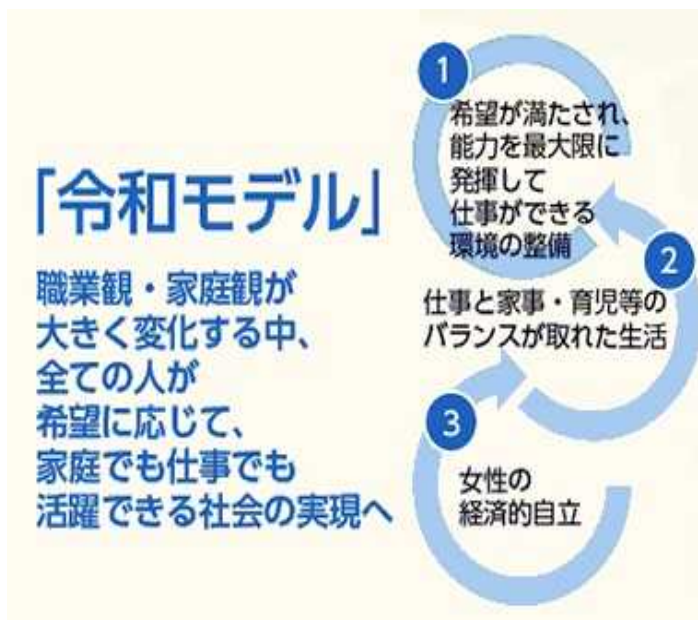 「令和モデル」
職業観・家庭観が
大きく変化する中、
全ての人が
希望に応じて、
家庭でも仕事でも
活躍できる社会の実現へ
1
希望が満たされ、
能力を最大限に
発揮して
仕事ができる
環境の整備
2
仕事と家事・育児等の
バランスが取れた生活
3
女性の
経済的自立